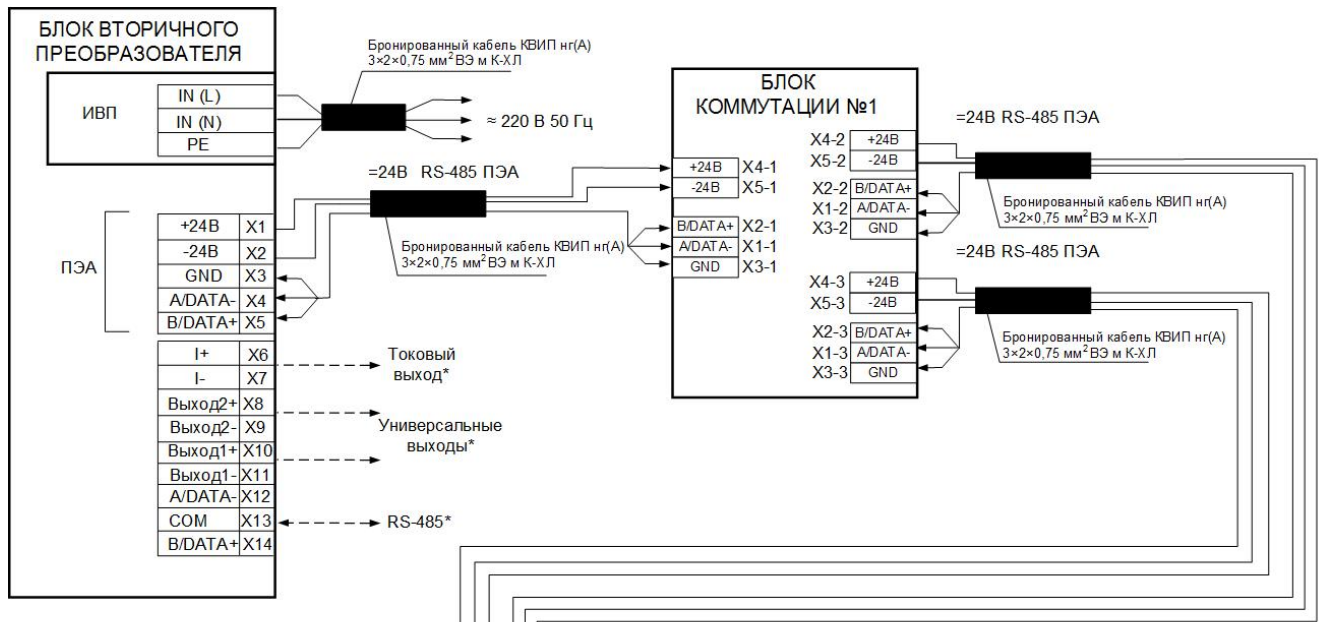 БЛОК ВТОРИЧНОГО
ПРЕОБРАЗОВАТЕЛЯ
ИВП
IN (L)
IN (N)
PE
Бронированный кабель КВИП нг(А)
3×2×0,75 мм² ВЭ м К-ХЛ
≈ 220 В 50 Гц
=24В RS-485 ПЭА
Бронированный кабель КВИП нг(А)
3×2×0,75 мм² ВЭ м К-ХЛ
ПЭА
+24В X1
-24В X2
GND X3
A/DATA- X4
B/DATA+ X5
I+ X6
I- X7
Выход2+ X8
Выход2- X9
Выход1+ X10
Выход1- X11
A/DATA- X12
COM X13
B/DATA+ X14
Токовый
выход*
Универсальные
выходы*
RS-485*
БЛОК
КОММУТАЦИИ №1
+24В X4-1
-24В X5-1
B/DATA+ X2-1
A/DATA- X1-1
GND X3-1
X4-2 +24В
X5-2 -24В
X2-2 B/DATA+
X1-2 A/DATA-
X3-2 GND
X4-3 +24В
X5-3 -24В
X2-3 B/DATA+
X1-3 A/DATA-
X3-3 GND
=24В RS-485 ПЭА
Бронированный кабель КВИП нг(А)
3×2×0,75 мм² ВЭ м К-ХЛ
=24В RS-485 ПЭА
Бронированный кабель КВИП нг(А)
3×2×0,75 мм² ВЭ м К-ХЛ